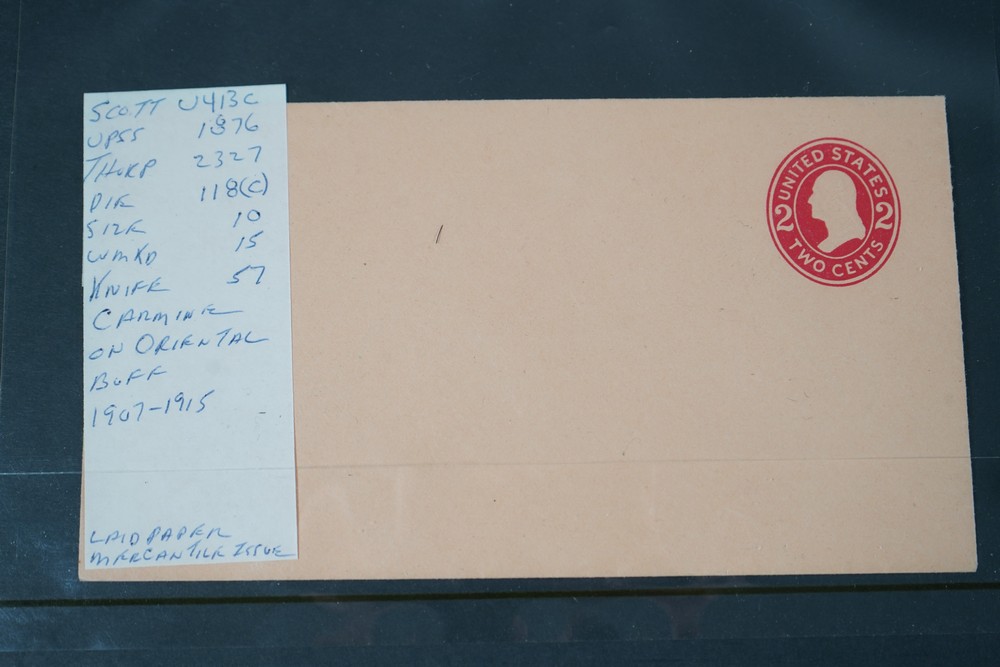 SCOTT U413C
UPSS 1876
THORP 2327
DIE 118(C)
SIZE 10
WMKD 15
KNIFE 57
CARMINE
ON ORIENTAL
BUFF
1907-1915
LAID PAPER
MERCANTILE ISSUE
UNITED STATES
2 2
TWO CENTS